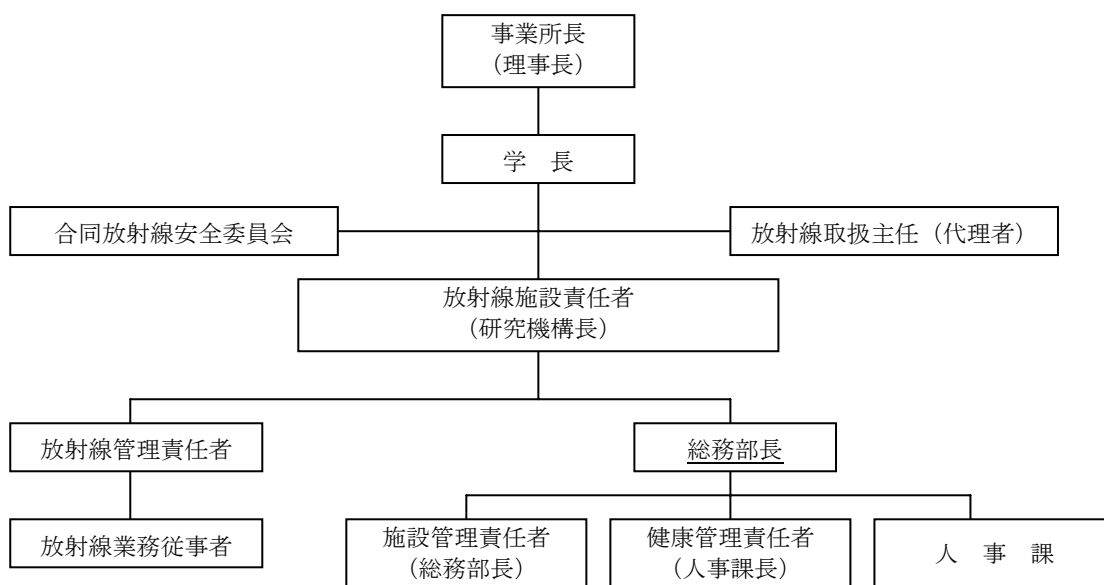 事業所長
（理事長）
学　長
合同放射線安全委員会
放射線取扱主任（代理者）
放射線施設責任者
（研究機構長）
放射線管理責任者
総務部長
放射線業務従事者
施設管理責任者
（総務部長）
健康管理責任者
（人事課長）
人　事　課